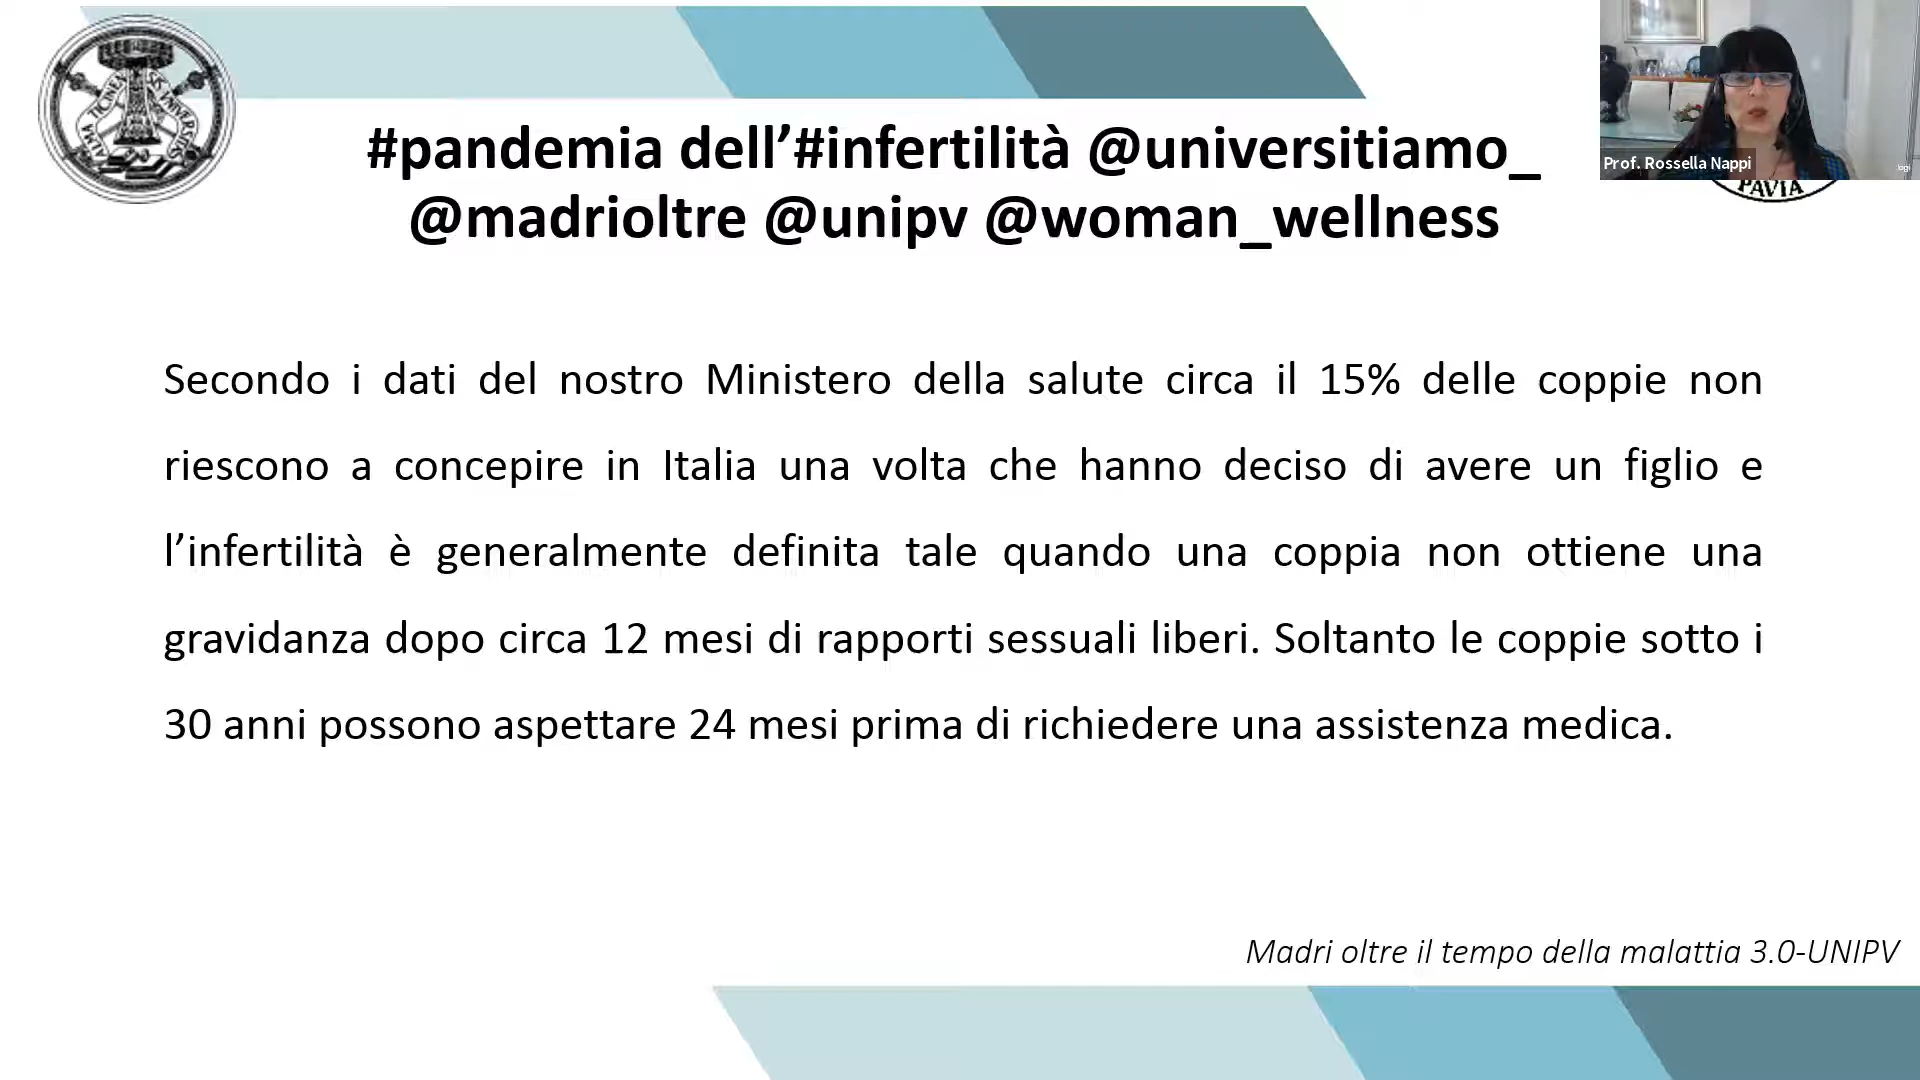 #pandemia dell’#infertilità @universitiamo_
@madrioltre @unipv @woman_wellness
Prof. Rossella Nappi
PAVIA
Secondo i dati del nostro Ministero della salute circa il 15% delle coppie non
riescono a concepire in Italia una volta che hanno deciso di avere un figlio e
l’infertilità è generalmente definita tale quando una coppia non ottiene una
gravidanza dopo circa 12 mesi di rapporti sessuali liberi. Soltanto le coppie sotto i
30 anni possono aspettare 24 mesi prima di richiedere una assistenza medica.
Madri oltre il tempo della malattia 3.0-UNIPV